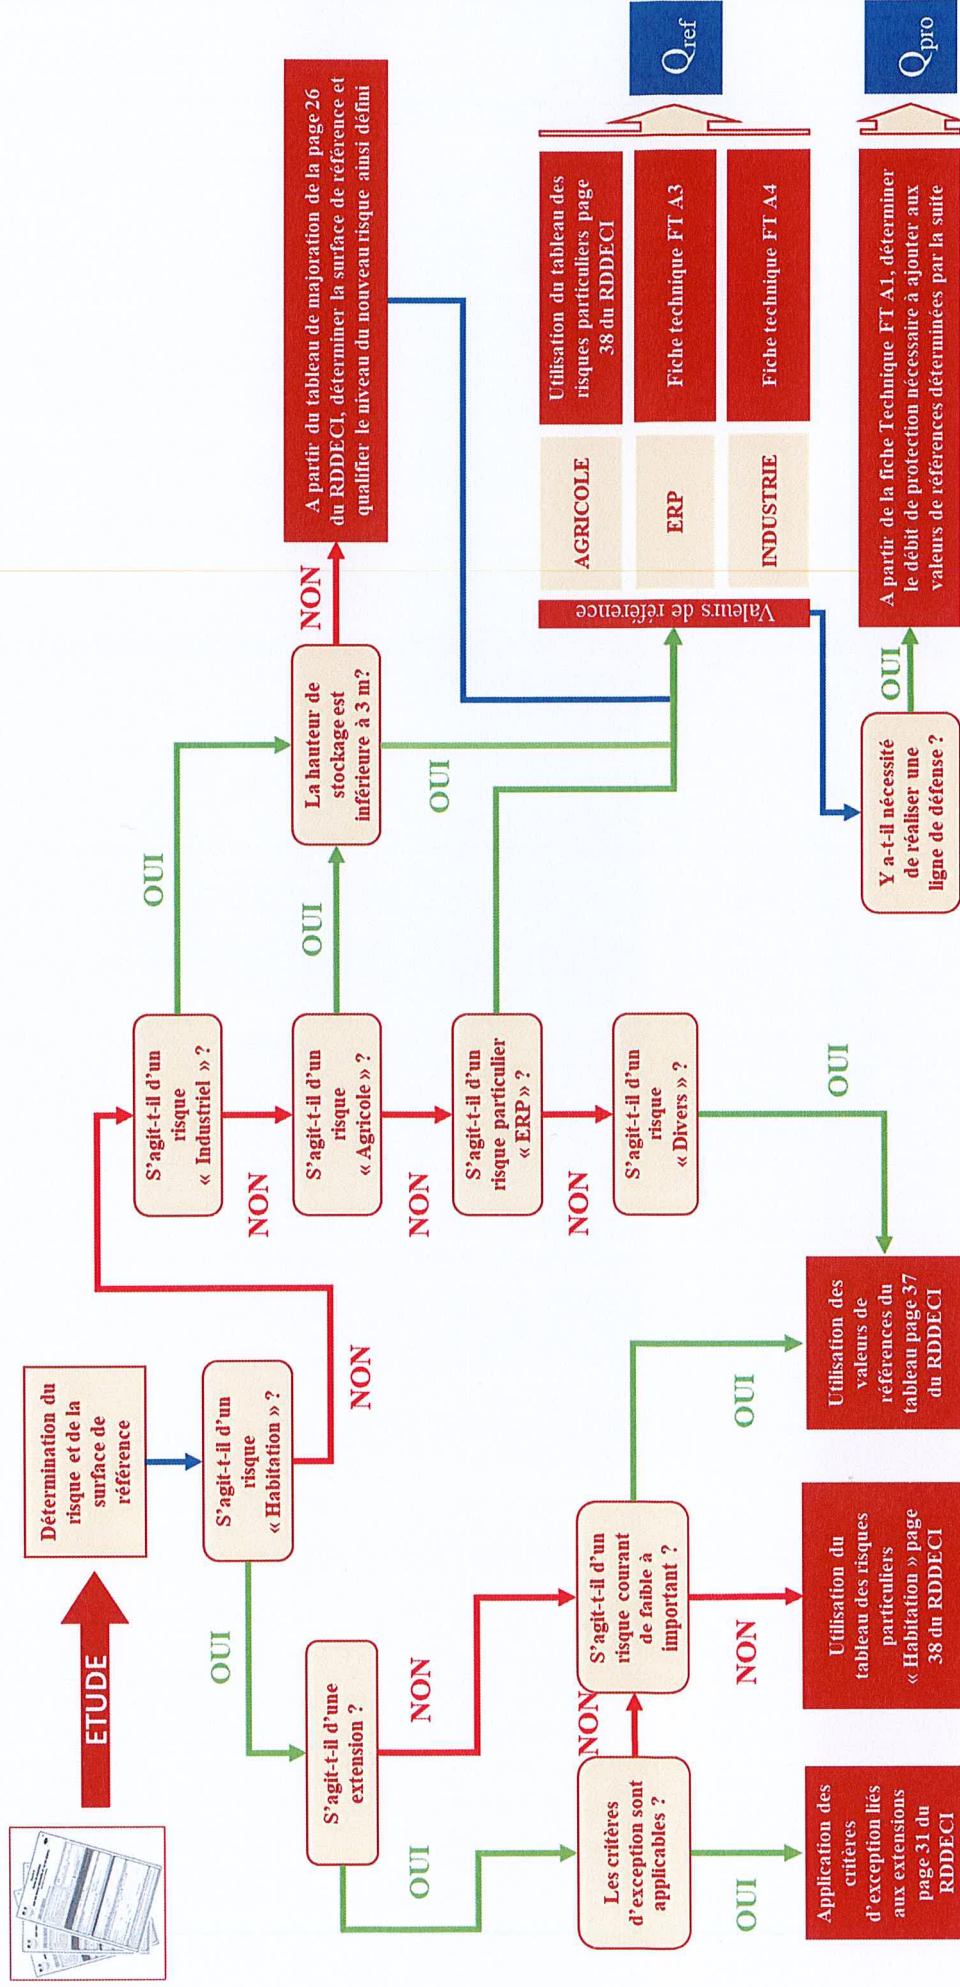 ETUDE
Détermination du
risque et de la
surface de
référence
S'agit-t-il d'un
risque
« Habitation » ?
OUI
NON
S'agit-t-il d'une
extension ?
OUI
NON
Les critères
d'exception sont
applicables ?
NON
OUI
S'agit-t-il d'un
risque courant
de faible à
important ?
OUI
NON
Application des
critères
d'exception liés
aux extensions
page 31 du
RDDECI
Utilisation du
tableau des risques
particuliers
« Habitation » page
38 du RDDECI
Utilisation des
valeurs de
références du
tableau page 37
du RDDECI
S'agit-t-il d'un
risque
« Industriel » ?
OUI
NON
S'agit-t-il d'un
risque
« Agricole » ?
OUI
NON
S'agit-t-il d'un
risque particulier
« ERP» ?
NON
S'agit-t-il d'un
risque
« Divers » ?
OUI
La hauteur de
stockage est
inférieure à 3 m?
NON
OUI
A partir du tableau de majoration de la page 26
du RDDECI, déterminer la surface de référence et
qualifier le niveau du nouveau risque ainsi défini
Valeurs de référence
AGRICOLE
Utilisation du tableau des
risques particuliers page
38 du RDDECI
ERP
Fiche technique FT A3
INDUSTRIE
Fiche technique FT A4
Qref
Y a-t-il nécessité
de réaliser une
ligne de défense ?
OUI
A partir de la fiche Technique FT A1, déterminer
le débit de protection nécessaire à ajouter aux
valeurs de références déterminées par la suite
Qpro